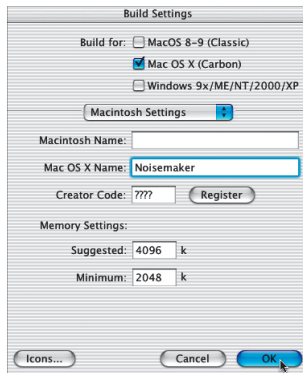 Build Settings
Build for: MacOS 8-9 (Classic)
Mac OS X (Carbon)
Windows 9x/ME/NT/2000/XP
Macintosh Settings
Macintosh Name:
Mac OS X Name: Noisemaker
Creator Code: ???? Register
Memory Settings:
Suggested: 4096 k
Minimum: 2048 k
Icons... Cancel OK